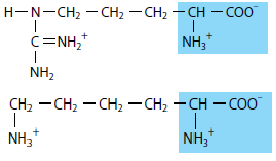 H — N — CH₂ — CH₂ — CH₂ — CH — COO⁻
C = NH₂⁺ NH₃⁺
NH₂
CH₂ — CH₂ — CH₂ — CH₂ — CH — COO⁻
NH₃⁺ NH₃⁺